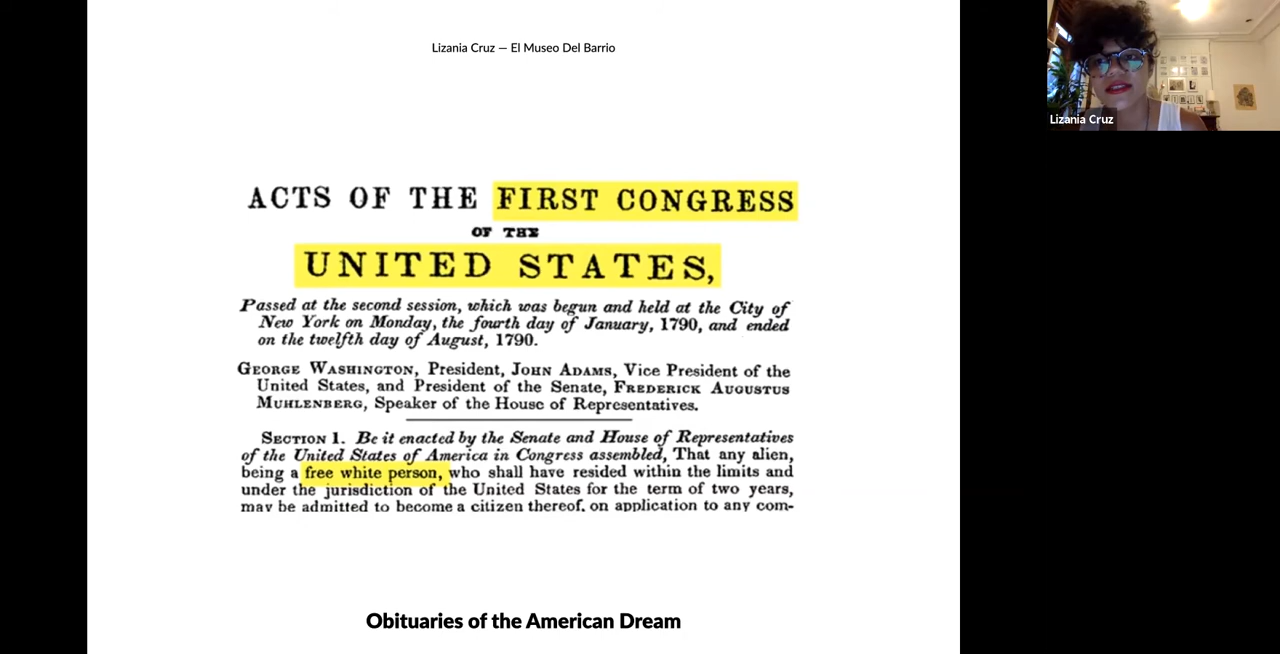 Lizania Cruz — El Museo Del Barrio
Lizania Cruz
ACTS OF THE FIRST CONGRESS
OF THE
UNITED STATES,
Passed at the second session, which was begun and held at the City of
New York on Monday, the fourth day of January, 1790, and ended
on the twelfth day of August, 1790.
GEORGE WASHINGTON, President, JOHN ADAMS, Vice President of the
United States, and President of the Senate, FREDERICK AUGUSTUS
MUHLENBERG, Speaker of the House of Representatives.
SECTION 1. Be it enacted by the Senate and House of Representatives
of the United States of America in Congress assembled, That any alien,
being a free white person, who shall have resided within the limits and
under the jurisdiction of the United States for the term of two years,
may be admitted to become a citizen thereof, on application to any com-
Obituaries of the American Dream